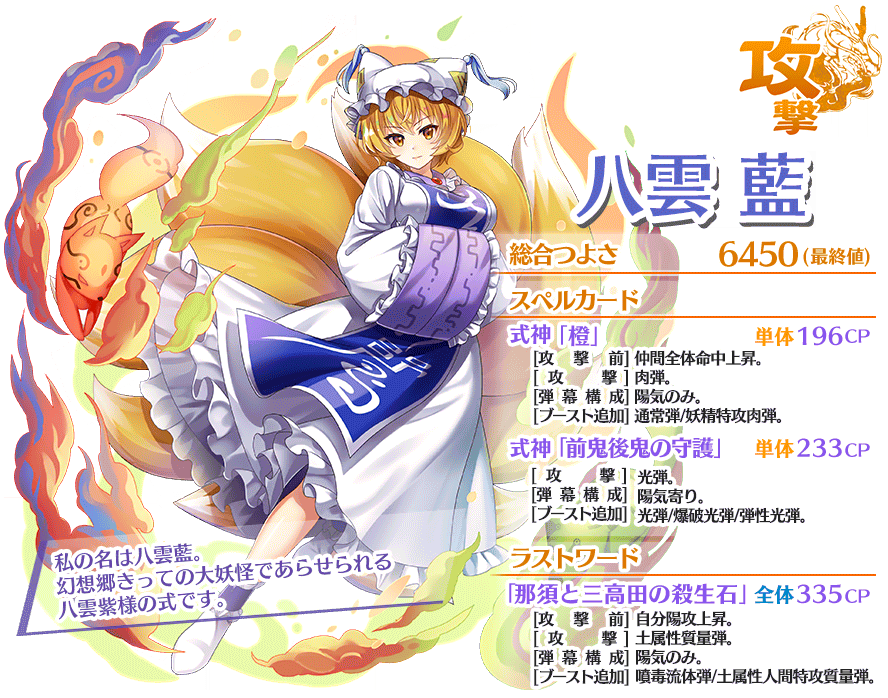 攻撃
八雲 藍
総合つよさ 6450(最終値)
スペルカード
式神「橙」 単体196CP
[攻撃前] 仲間全体命中上昇。
[攻撃] 肉弾。
[弾幕構成] 陽気のみ。
[ブースト追加] 通常弾/妖精特攻肉弾。
式神「前鬼後鬼の守護」 単体233CP
[攻撃] 光弾。
[弾幕構成] 陽気寄り。
[ブースト追加] 光弾/爆破光弾/弾性光弾。
ラストワード
「那須と三高田の殺生石」 全体335CP
[攻撃前] 自分陽攻上昇。
[攻撃] 土属性質量弾。
[弾幕構成] 陽気のみ。
[ブースト追加] 噴毒流体弾/土属性人間特攻質量弾。
私の名は八雲藍。
幻想郷きっての大妖怪であらせられる
八雲紫様の式です。